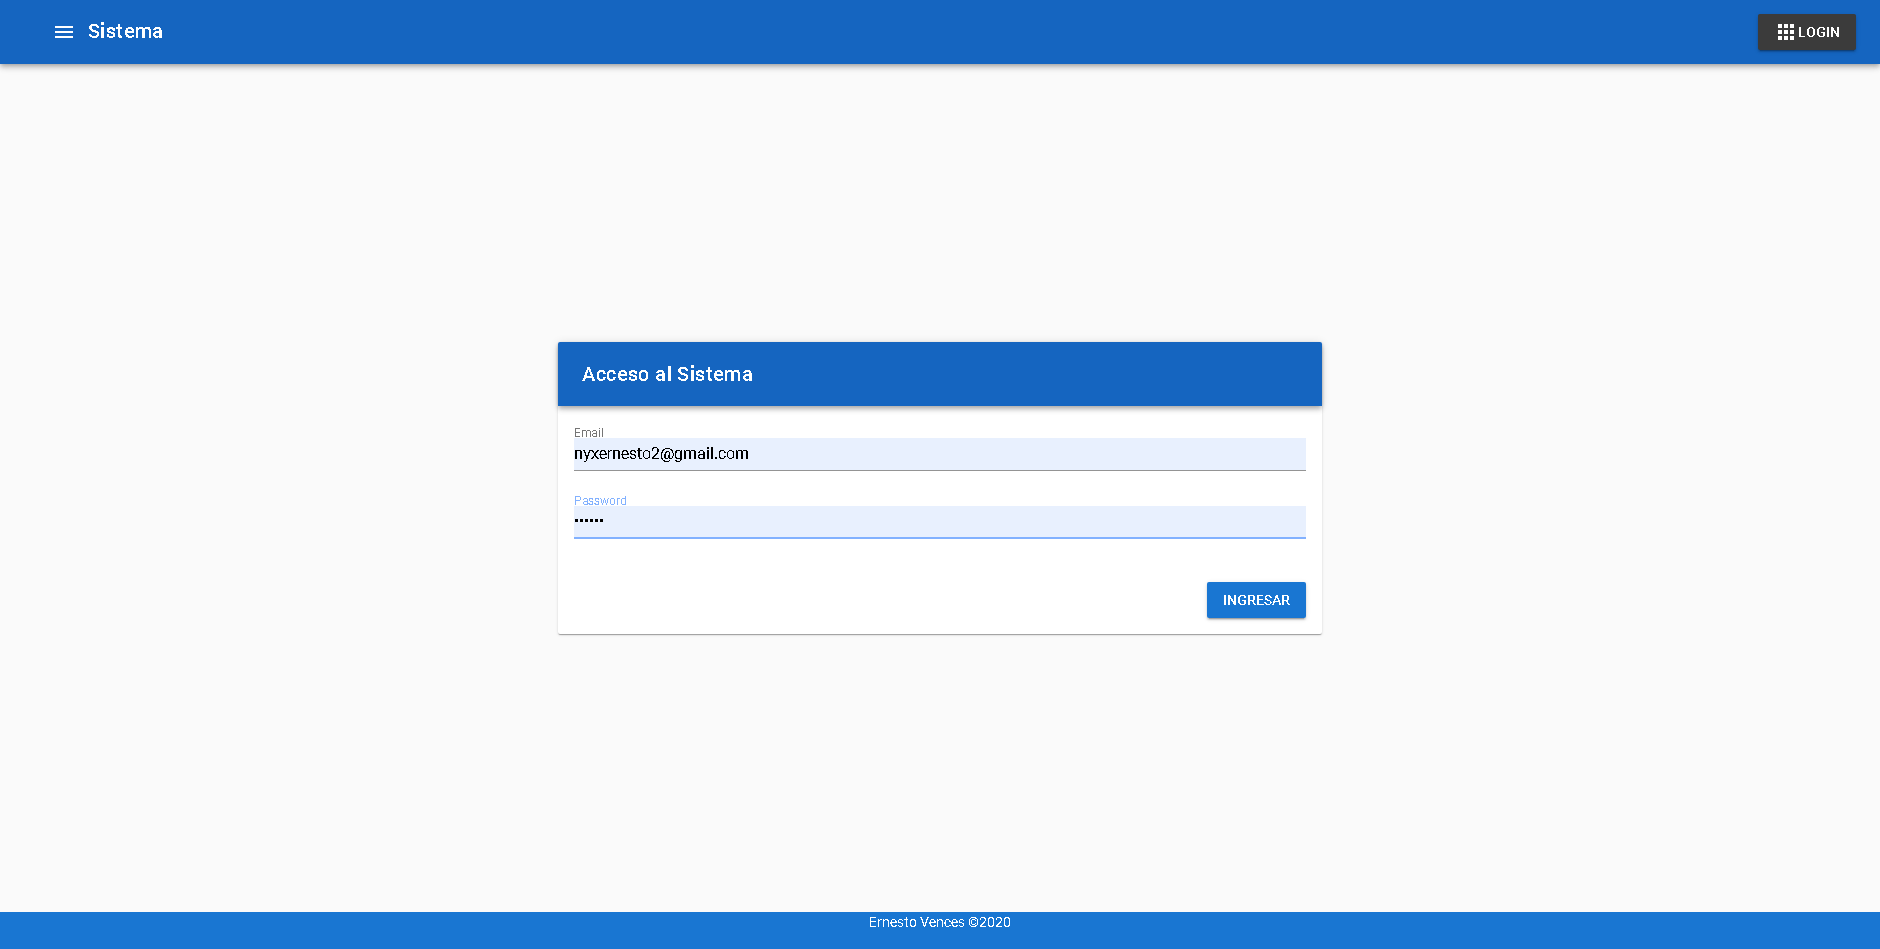 Sistema
LOGIN
Acceso al Sistema
Email
nyxernesto2@gmail.com
Password
••••••
INGRESAR
Ernesto Vences ©2020